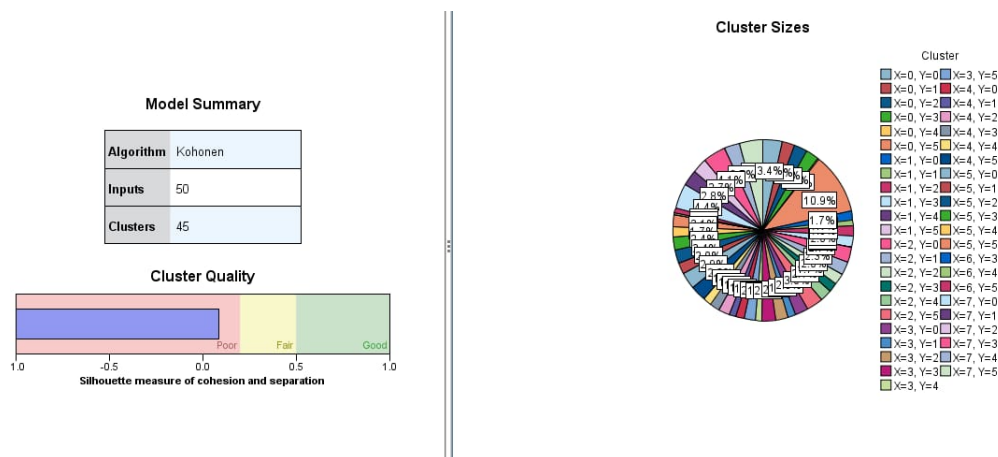 Model Summary
Algorithm Kohonen
Inputs 50
Clusters 45
Cluster Quality
Poor Fair Good
1.0 -0.5 0.0 0.5 1.0
Silhouette measure of cohesion and separation
Cluster Sizes
3.4%
10.9%
1.7%
2.8%
4.4%
Cluster
X=0, Y=0 X=3, Y=5
X=0, Y=1 X=4, Y=0
X=0, Y=2 X=4, Y=1
X=0, Y=3 X=4, Y=2
X=0, Y=4 X=4, Y=3
X=0, Y=5 X=4, Y=4
X=1, Y=0 X=4, Y=5
X=1, Y=1 X=5, Y=0
X=1, Y=2 X=5, Y=1
X=1, Y=3 X=5, Y=2
X=1, Y=4 X=5, Y=3
X=1, Y=5 X=5, Y=4
X=2, Y=0 X=5, Y=5
X=2, Y=1 X=6, Y=3
X=2, Y=2 X=6, Y=4
X=2, Y=3 X=6, Y=5
X=2, Y=4 X=7, Y=0
X=2, Y=5 X=7, Y=1
X=3, Y=0 X=7, Y=2
X=3, Y=1 X=7, Y=3
X=3, Y=2 X=7, Y=4
X=3, Y=3 X=7, Y=5
X=3, Y=4